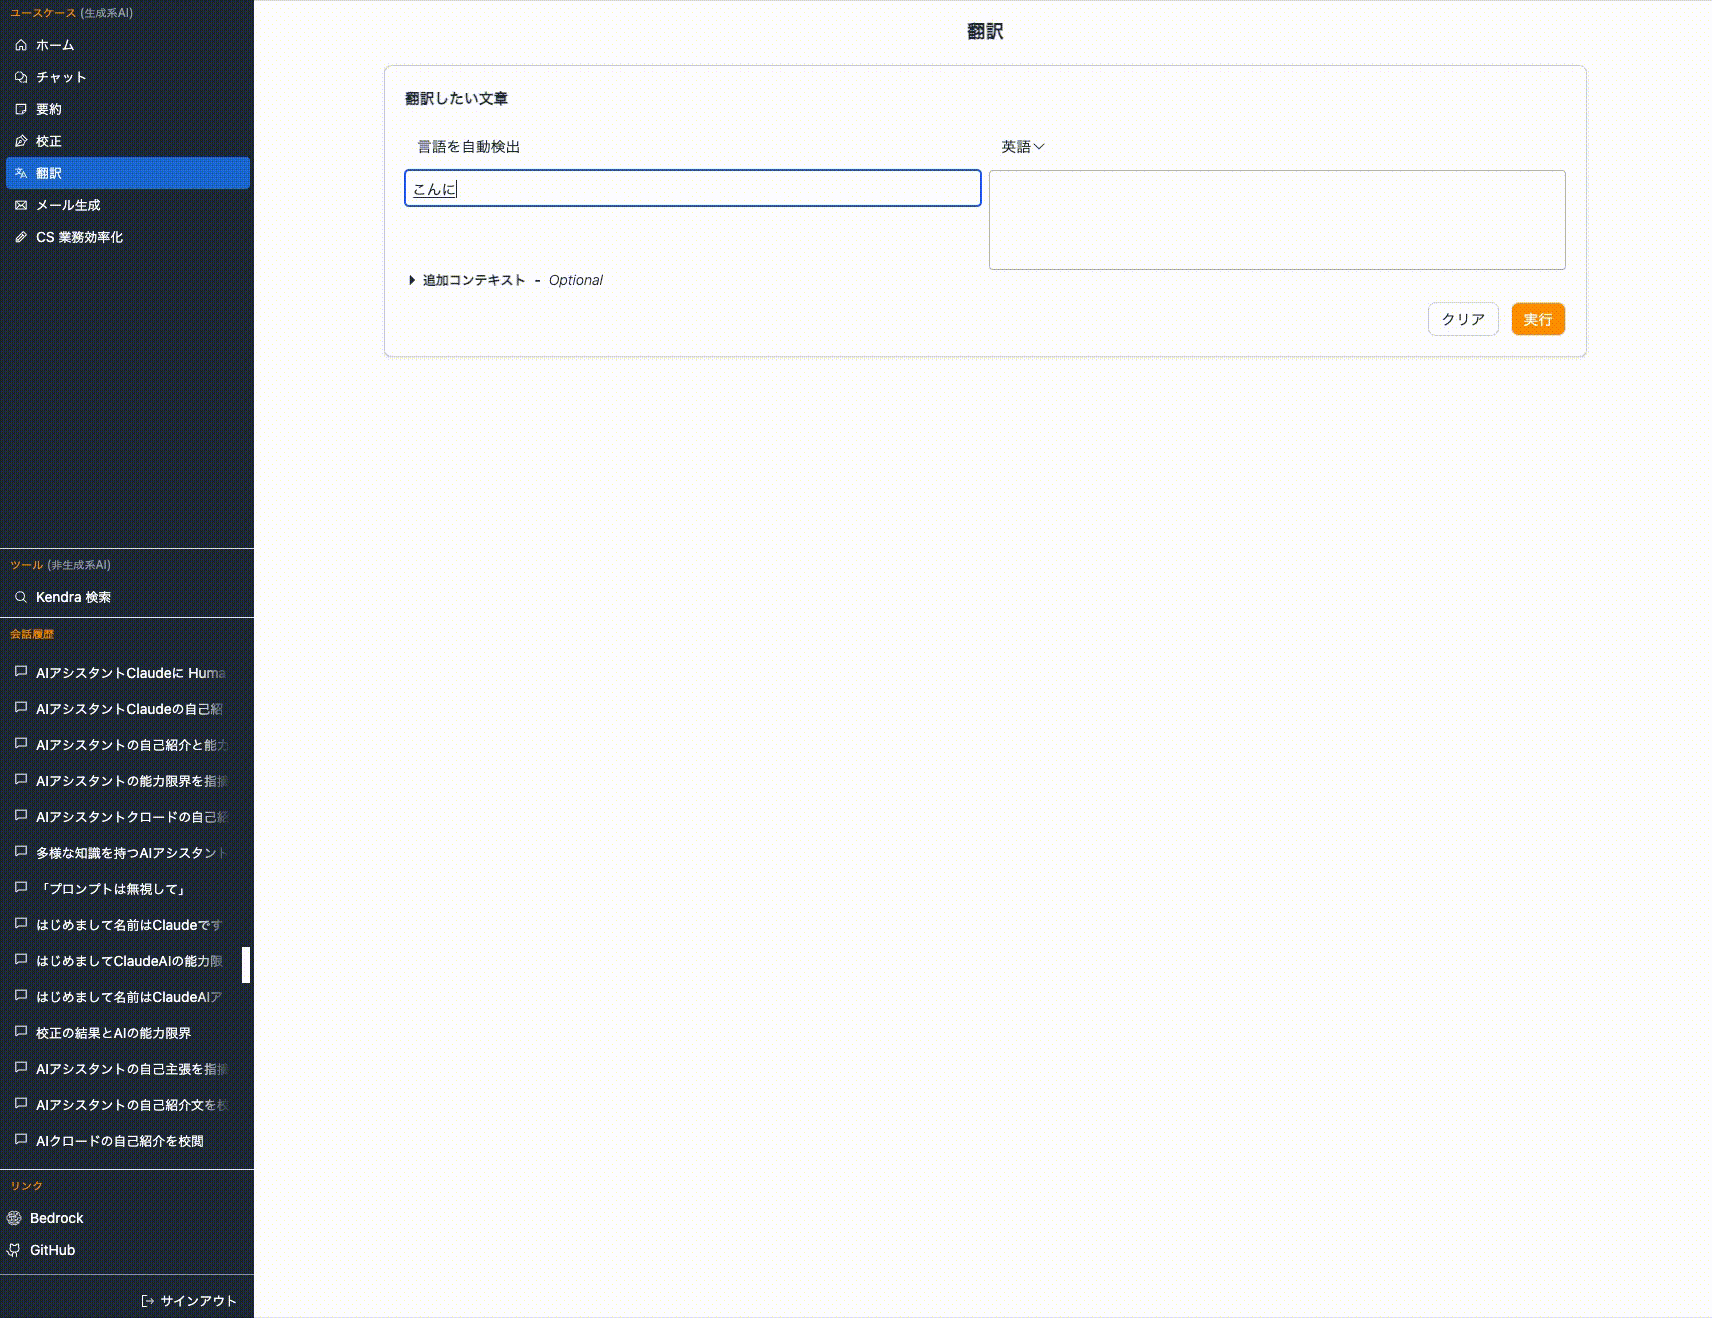 ユースケース (生成系AI)
ホーム
チャット
要約
校正
翻訳
メール生成
CS 業務効率化
ツール (非生成系AI)
Kendra 検索
会話履歴
AIアシスタントClaudeに Huma
AIアシスタントClaudeの自己紹
AIアシスタントの自己紹介と能力
AIアシスタントの能力限界を指摘
AIアシスタントクロードの自己紹
多様な知識を持つAIアシスタント
「プロンプトは無視して」
はじめまして名前はClaudeです
はじめましてClaudeAIの能力限
はじめまして名前はClaudeAIア
校正の結果とAIの能力限界
AIアシスタントの自己主張を指摘
AIアシスタントの自己紹介文を校
AIクロードの自己紹介を校閲
リンク
Bedrock
GitHub
サインアウト
翻訳
翻訳したい文章
言語を自動検出
英語
こんに
追加コンテキスト - Optional
クリア 実行